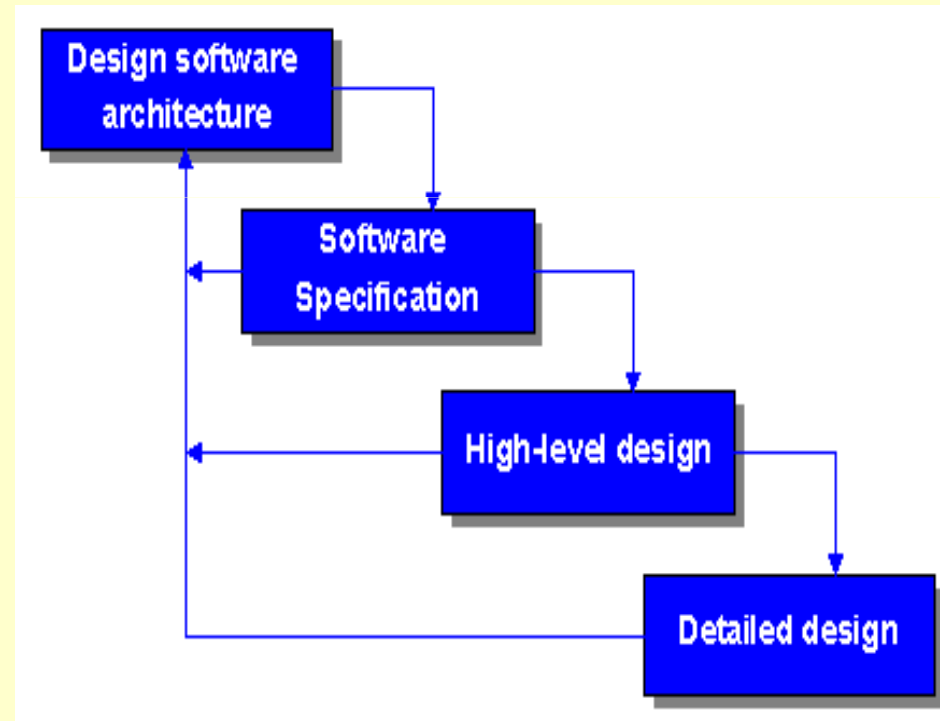 Design software
architecture
Software
Specification
High-level design
Detailed design